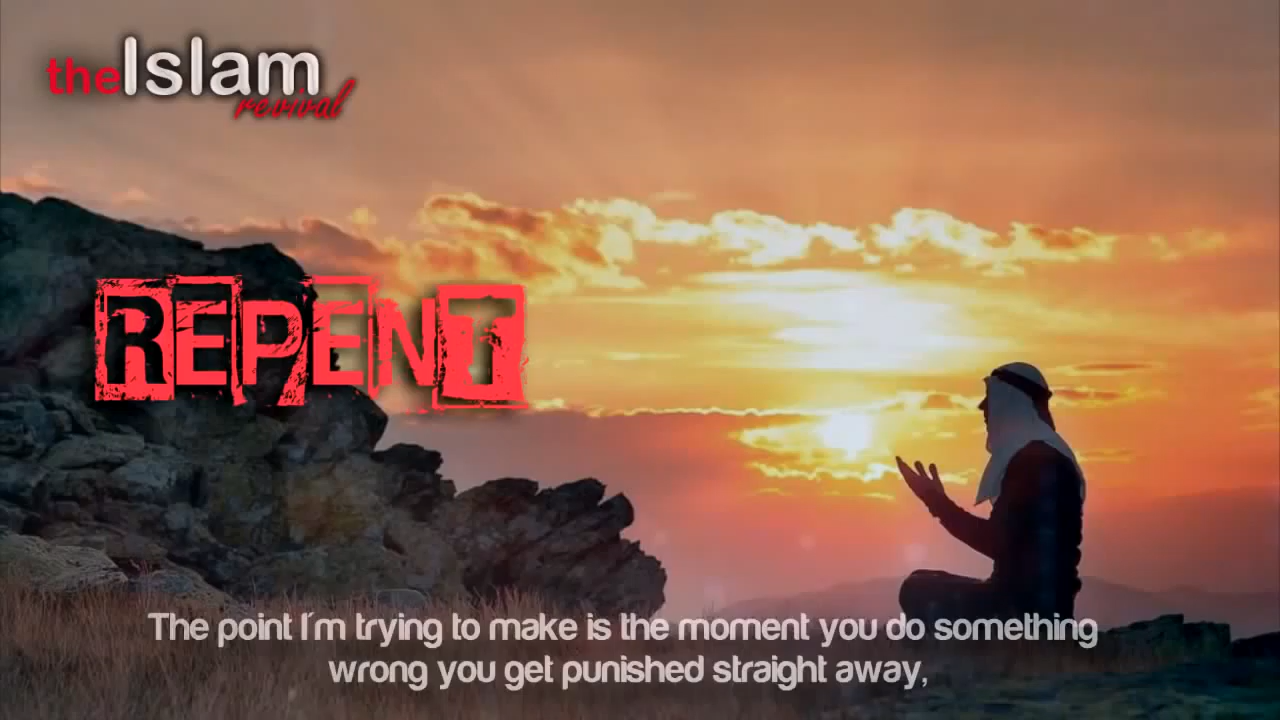 theIslam
revival
REPENT
The point I'm trying to make is the moment you do something
wrong you get punished straight away,